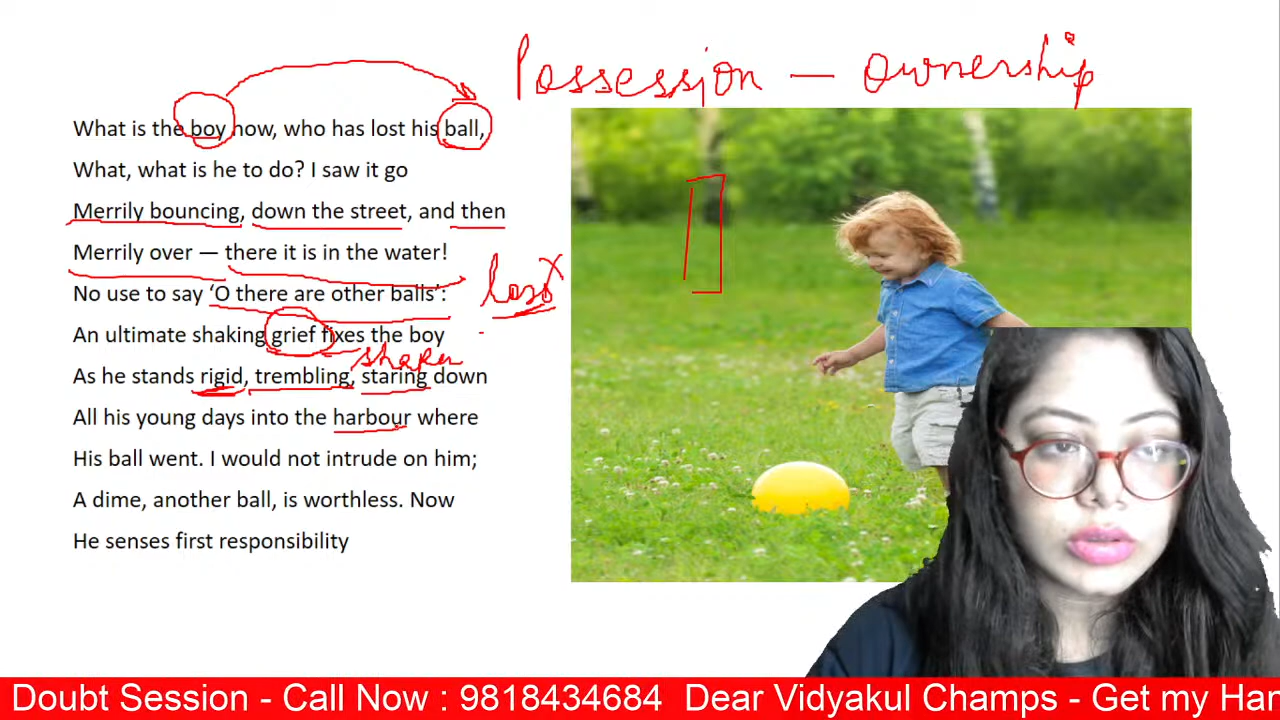 Possession — ownership
What is the boy now, who has lost his ball,
What, what is he to do? I saw it go
Merrily bouncing, down the street, and then
Merrily over — there it is in the water!
lost
No use to say ‘O there are other balls’:
An ultimate shaking grief fixes the boy
shaken
As he stands rigid, trembling, staring down
All his young days into the harbour where
His ball went. I would not intrude on him;
A dime, another ball, is worthless. Now
He senses first responsibility
Doubt Session - Call Now : 9818434684 Dear Vidyakul Champs - Get my Han